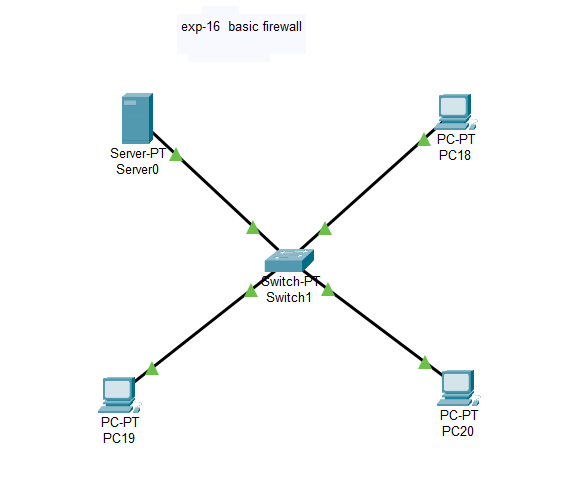 exp-16 basic firewall
Server-PT
Server0
PC-PT
PC18
Switch-PT
Switch1
PC-PT
PC19
PC-PT
PC20